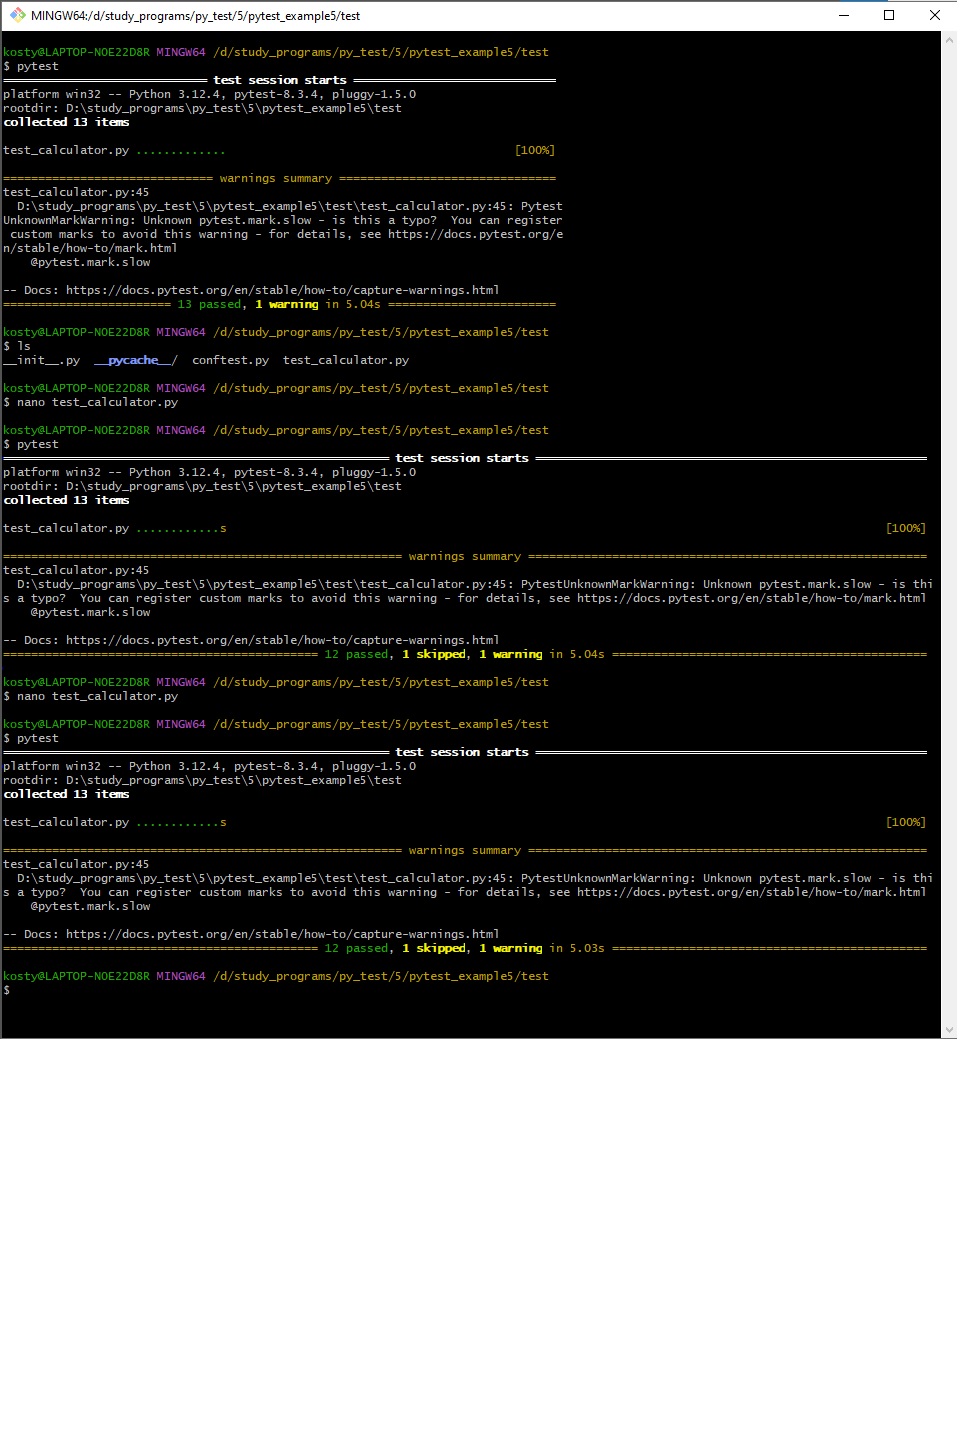 MINGW64:/d/study_programs/py_test/5/pytest_example5/test
kosty@LAPTOP-NOE22D8R MINGW64 /d/study_programs/py_test/5/pytest_example5/test
$ pytest
============================= test session starts =============================
platform win32 -- Python 3.12.4, pytest-8.3.4, pluggy-1.5.0
rootdir: D:\study_programs\py_test\5\pytest_example5\test
collected 13 items
test_calculator.py ............. [100%]
============================== warnings summary ===============================
test_calculator.py:45
D:\study_programs\py_test\5\pytest_example5\test\test_calculator.py:45: Pytest
UnknownMarkWarning: Unknown pytest.mark.slow - is this a typo?  You can register
custom marks to avoid this warning - for details, see https://docs.pytest.org/e
n/stable/how-to/mark.html
@pytest.mark.slow
-- Docs: https://docs.pytest.org/en/stable/how-to/capture-warnings.html
======================== 13 passed, 1 warning in 5.04s ========================
kosty@LAPTOP-NOE22D8R MINGW64 /d/study_programs/py_test/5/pytest_example5/test
$ ls
__init__.py  __pycache__/  conftest.py  test_calculator.py
kosty@LAPTOP-NOE22D8R MINGW64 /d/study_programs/py_test/5/pytest_example5/test
$ nano test_calculator.py
kosty@LAPTOP-NOE22D8R MINGW64 /d/study_programs/py_test/5/pytest_example5/test
$ pytest
======================================================= test session starts ========================================================
platform win32 -- Python 3.12.4, pytest-8.3.4, pluggy-1.5.0
rootdir: D:\study_programs\py_test\5\pytest_example5\test
collected 13 items
test_calculator.py ............s [100%]
========================================================= warnings summary =========================================================
test_calculator.py:45
D:\study_programs\py_test\5\pytest_example5\test\test_calculator.py:45: PytestUnknownMarkWarning: Unknown pytest.mark.slow - is thi
s a typo?  You can register custom marks to avoid this warning - for details, see https://docs.pytest.org/en/stable/how-to/mark.html
@pytest.mark.slow
-- Docs: https://docs.pytest.org/en/stable/how-to/capture-warnings.html
============================================= 12 passed, 1 skipped, 1 warning in 5.04s =============================================
kosty@LAPTOP-NOE22D8R MINGW64 /d/study_programs/py_test/5/pytest_example5/test
$ nano test_calculator.py
kosty@LAPTOP-NOE22D8R MINGW64 /d/study_programs/py_test/5/pytest_example5/test
$ pytest
======================================================= test session starts ========================================================
platform win32 -- Python 3.12.4, pytest-8.3.4, pluggy-1.5.0
rootdir: D:\study_programs\py_test\5\pytest_example5\test
collected 13 items
test_calculator.py ............s [100%]
========================================================= warnings summary =========================================================
test_calculator.py:45
D:\study_programs\py_test\5\pytest_example5\test\test_calculator.py:45: PytestUnknownMarkWarning: Unknown pytest.mark.slow - is thi
s a typo?  You can register custom marks to avoid this warning - for details, see https://docs.pytest.org/en/stable/how-to/mark.html
@pytest.mark.slow
-- Docs: https://docs.pytest.org/en/stable/how-to/capture-warnings.html
============================================= 12 passed, 1 skipped, 1 warning in 5.03s =============================================
kosty@LAPTOP-NOE22D8R MINGW64 /d/study_programs/py_test/5/pytest_example5/test
$